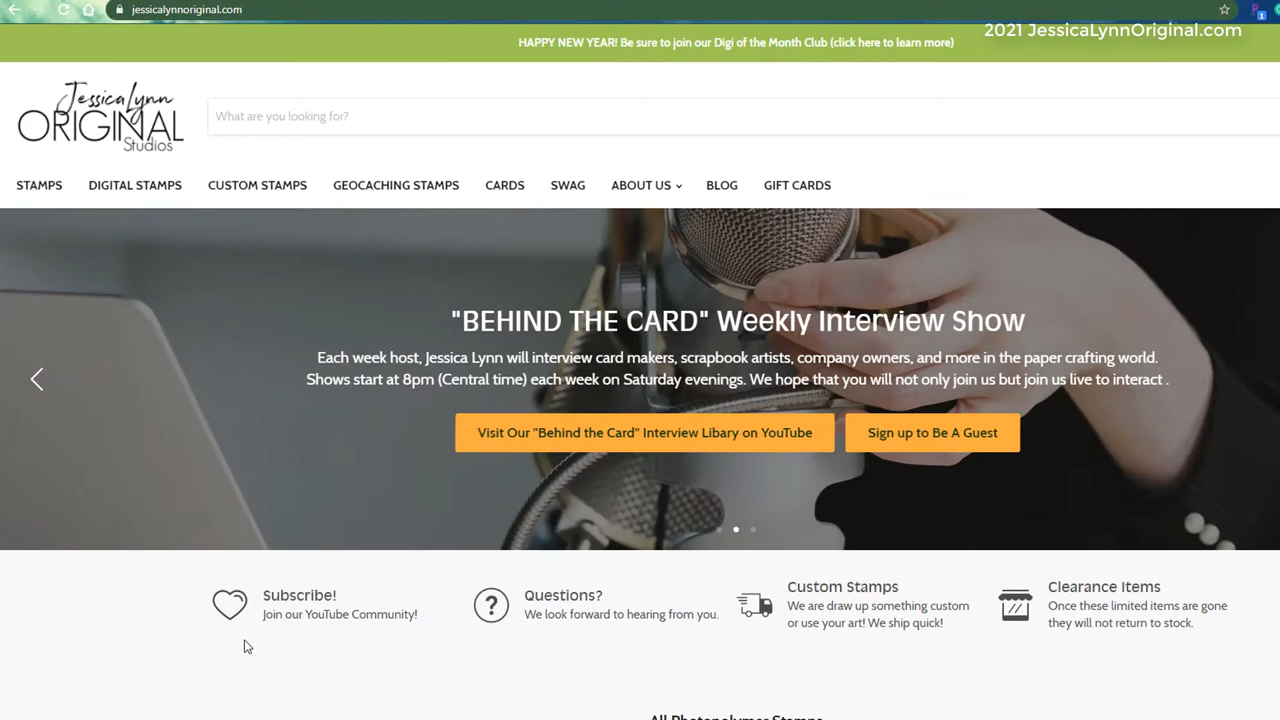 jessicalynnoriginal.com
2021 JessicaLynnOriginal.com
HAPPY NEW YEAR! Be sure to join our Digi of the Month Club (click here to learn more)
JessicaLynn
ORIGINAL
Studios
What are you looking for?
STAMPS DIGITAL STAMPS CUSTOM STAMPS GEOCACHING STAMPS CARDS SWAG ABOUT US BLOG GIFT CARDS
"BEHIND THE CARD" Weekly Interview Show
Each week host, Jessica Lynn will interview card makers, scrapbook artists, company owners, and more in the paper crafting world.
Shows start at 8pm (Central time) each week on Saturday evenings. We hope that you will not only join us but join us live to interact .
Visit Our "Behind the Card" Interview Libary on YouTube
Sign up to Be A Guest
Subscribe!
Join our YouTube Community!
Questions?
We look forward to hearing from you.
Custom Stamps
We are draw up something custom
or use your art! We ship quick!
Clearance Items
Once these limited items are gone
they will not return to stock.
All Photopolymer Stamps